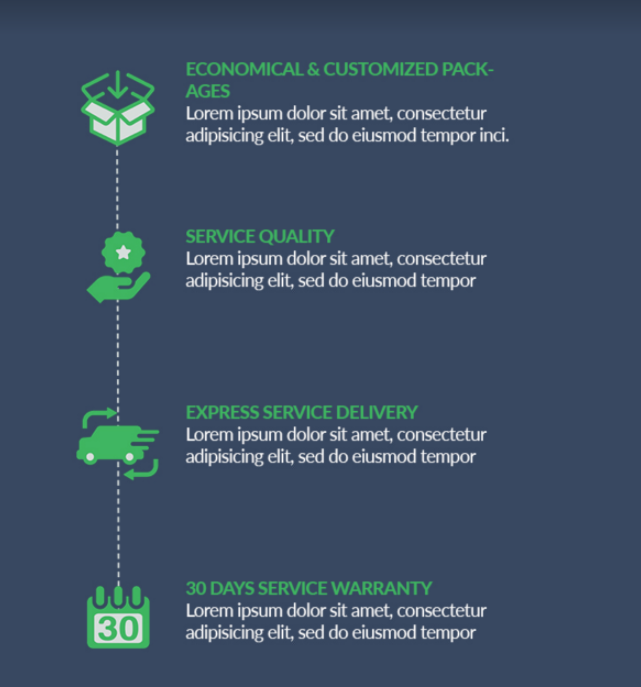 ECONOMICAL & CUSTOMIZED PACK-
AGES
Lorem ipsum dolor sit amet, consectetur
adipisicing elit, sed do eiusmod tempor inci.
SERVICE QUALITY
Lorem ipsum dolor sit amet, consectetur
adipisicing elit, sed do eiusmod tempor
EXPRESS SERVICE DELIVERY
Lorem ipsum dolor sit amet, consectetur
adipisicing elit, sed do eiusmod tempor
30 DAYS SERVICE WARRANTY
Lorem ipsum dolor sit amet, consectetur
adipisicing elit, sed do eiusmod tempor
30